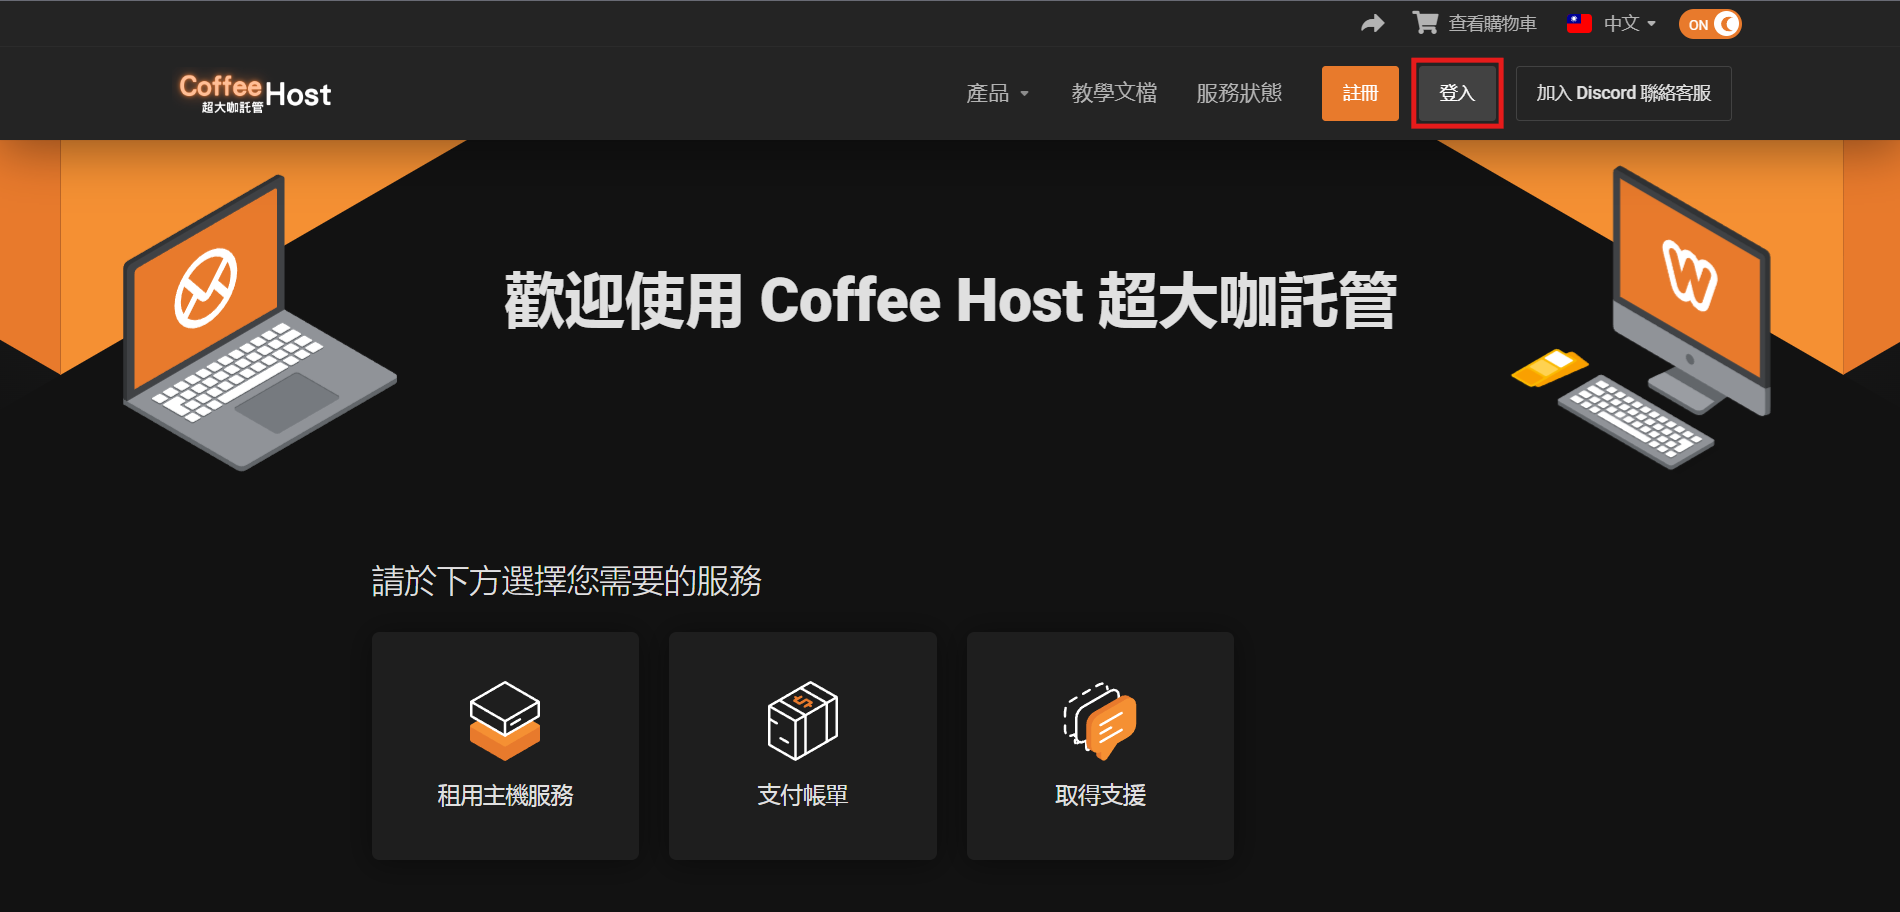 查看購物車 中文 ON
Coffee Host
超大咖託管
產品 教學文檔 服務狀態 註冊 登入 加入 Discord 聯絡客服
歡迎使用 Coffee Host 超大咖託管
請於下方選擇您需要的服務
租用主機服務 支付帳單 取得支援